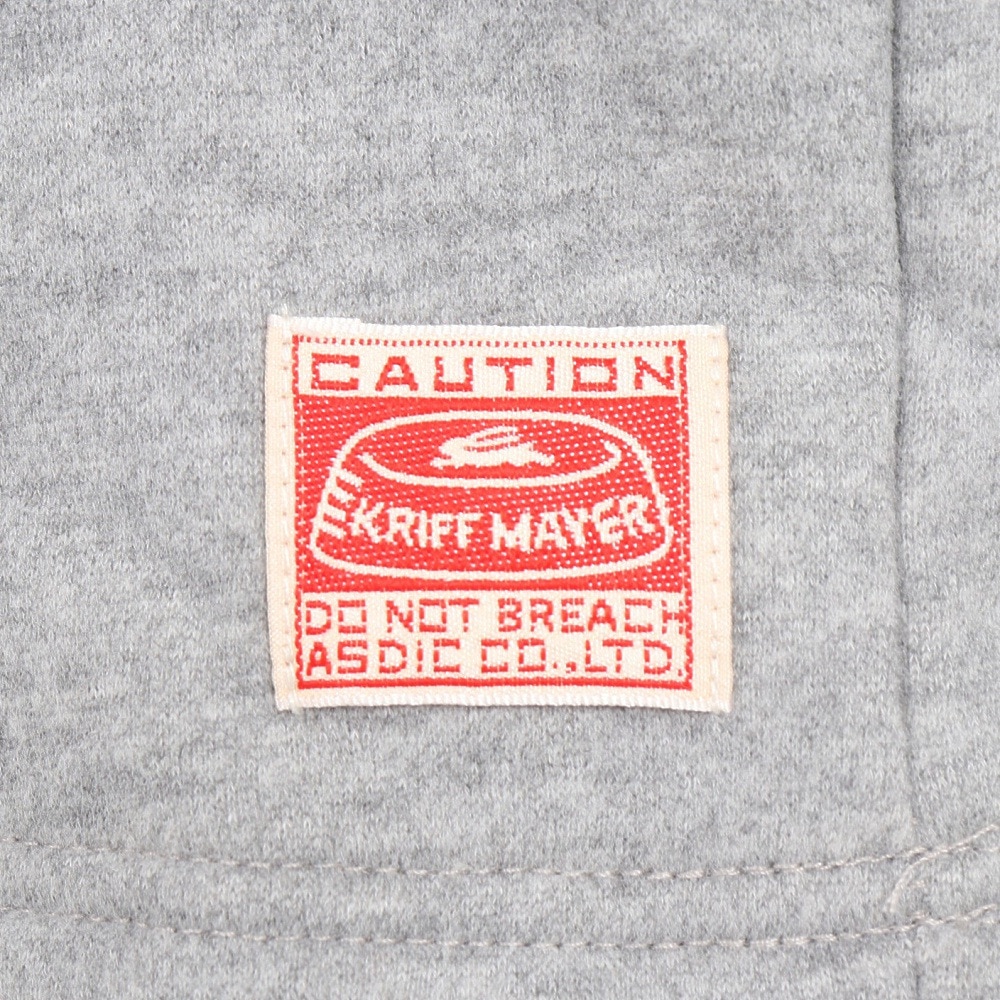 CAUTION
KRIFF MAYER
DO NOT BREACH
ASDIC CO.,LTD.